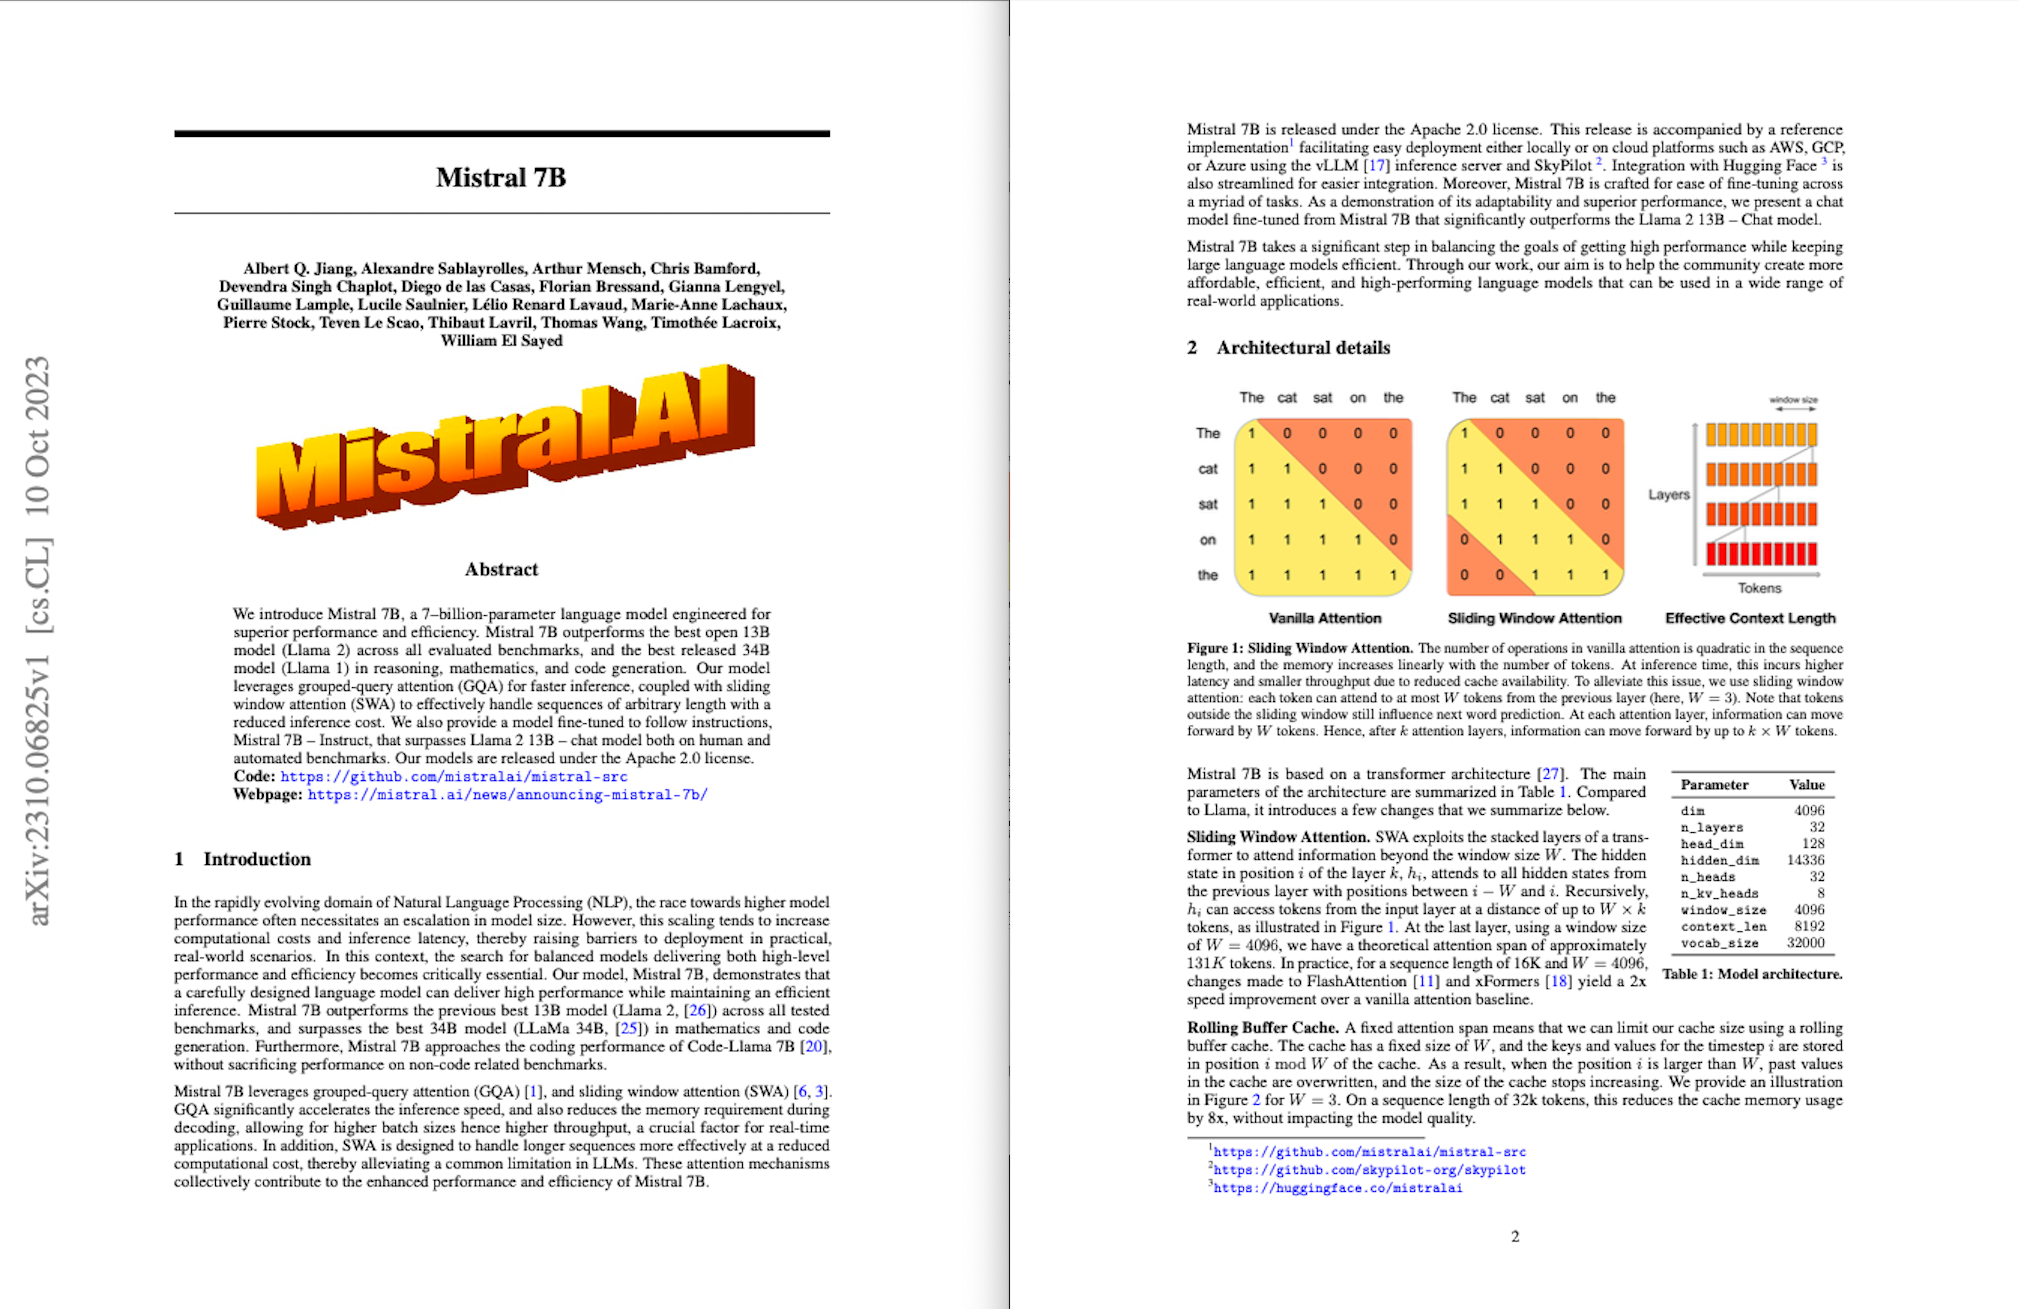 arXiv:2310.06825v1 [cs.CL] 10 Oct 2023
Mistral 7B
Albert Q. Jiang, Alexandre Sablayrolles, Arthur Mensch, Chris Bamford,
Devendra Singh Chaplot, Diego de las Casas, Florian Bressand, Gianna Lengyel,
Guillaume Lample, Lucile Saulnier, Lélio Renard Lavaud, Marie-Anne Lachaux,
Pierre Stock, Teven Le Scao, Thibaut Lavril, Thomas Wang, Timothée Lacroix,
William El Sayed
Mistral.AI
Abstract
We introduce Mistral 7B, a 7–billion-parameter language model engineered for
superior performance and efficiency. Mistral 7B outperforms the best open 13B
model (Llama 2) across all evaluated benchmarks, and the best released 34B
model (Llama 1) in reasoning, mathematics, and code generation. Our model
leverages grouped-query attention (GQA) for faster inference, coupled with sliding
window attention (SWA) to effectively handle sequences of arbitrary length with a
reduced inference cost. We also provide a model fine-tuned to follow instructions,
Mistral 7B – Instruct, that surpasses Llama 2 13B – chat model both on human and
automated benchmarks. Our models are released under the Apache 2.0 license.
Code: https://github.com/mistralai/mistral-src
Webpage: https://mistral.ai/news/announcing-mistral-7b/
1 Introduction
In the rapidly evolving domain of Natural Language Processing (NLP), the race towards higher model
performance often necessitates an escalation in model size. However, this scaling tends to increase
computational costs and inference latency, thereby raising barriers to deployment in practical,
real-world scenarios. In this context, the search for balanced models delivering both high-level
performance and efficiency becomes critically essential. Our model, Mistral 7B, demonstrates that
a carefully designed language model can deliver high performance while maintaining an efficient
inference. Mistral 7B outperforms the previous best 13B model (Llama 2, [26]) across all tested
benchmarks, and surpasses the best 34B model (LLaMa 34B, [25]) in mathematics and code
generation. Furthermore, Mistral 7B approaches the coding performance of Code-Llama 7B [20],
without sacrificing performance on non-code related benchmarks.
Mistral 7B leverages grouped-query attention (GQA) [1], and sliding window attention (SWA) [6, 3].
GQA significantly accelerates the inference speed, and also reduces the memory requirement during
decoding, allowing for higher batch sizes hence higher throughput, a crucial factor for real-time
applications. In addition, SWA is designed to handle longer sequences more effectively at a reduced
computational cost, thereby alleviating a common limitation in LLMs. These attention mechanisms
collectively contribute to the enhanced performance and efficiency of Mistral 7B.
Mistral 7B is released under the Apache 2.0 license. This release is accompanied by a reference
implementation¹ facilitating easy deployment either locally or on cloud platforms such as AWS, GCP,
or Azure using the vLLM [17] inference server and SkyPilot ². Integration with Hugging Face ³ is
also streamlined for easier integration. Moreover, Mistral 7B is crafted for ease of fine-tuning across
a myriad of tasks. As a demonstration of its adaptability and superior performance, we present a chat
model fine-tuned from Mistral 7B that significantly outperforms the Llama 2 13B – Chat model.
Mistral 7B takes a significant step in balancing the goals of getting high performance while keeping
large language models efficient. Through our work, our aim is to help the community create more
affordable, efficient, and high-performing language models that can be used in a wide range of
real-world applications.
2 Architectural details
The cat sat on the
The 1 0 0 0 0
cat 1 1 0 0 0
sat 1 1 1 0 0
on 1 1 1 1 0
the 1 1 1 1 1
Vanilla Attention
The cat sat on the
1 0 0 0 0
1 1 0 0 0
1 1 1 0 0
0 1 1 1 0
0 0 1 1 1
Sliding Window Attention
window size
Layers
Tokens
Effective Context Length
Figure 1: Sliding Window Attention. The number of operations in vanilla attention is quadratic in the sequence
length, and the memory increases linearly with the number of tokens. At inference time, this incurs higher
latency and smaller throughput due to reduced cache availability. To alleviate this issue, we use sliding window
attention: each token can attend to at most W tokens from the previous layer (here, W = 3). Note that tokens
outside the sliding window still influence next word prediction. At each attention layer, information can move
forward by W tokens. Hence, after k attention layers, information can move forward by up to k × W tokens.
Mistral 7B is based on a transformer architecture [27]. The main
parameters of the architecture are summarized in Table 1. Compared
to Llama, it introduces a few changes that we summarize below.
Sliding Window Attention. SWA exploits the stacked layers of a trans-
former to attend information beyond the window size W. The hidden
state in position i of the layer k, hᵢ, attends to all hidden states from
the previous layer with positions between i − W and i. Recursively,
hᵢ can access tokens from the input layer at a distance of up to W × k
tokens, as illustrated in Figure 1. At the last layer, using a window size
of W = 4096, we have a theoretical attention span of approximately
131K tokens. In practice, for a sequence length of 16K and W = 4096,
changes made to FlashAttention [11] and xFormers [18] yield a 2x
speed improvement over a vanilla attention baseline.
Parameter Value
dim 4096
n_layers 32
head_dim 128
hidden_dim 14336
n_heads 32
n_kv_heads 8
window_size 4096
context_len 8192
vocab_size 32000
Table 1: Model architecture.
Rolling Buffer Cache. A fixed attention span means that we can limit our cache size using a rolling
buffer cache. The cache has a fixed size of W, and the keys and values for the timestep i are stored
in position i mod W of the cache. As a result, when the position i is larger than W, past values
in the cache are overwritten, and the size of the cache stops increasing. We provide an illustration
in Figure 2 for W = 3. On a sequence length of 32k tokens, this reduces the cache memory usage
by 8x, without impacting the model quality.
¹https://github.com/mistralai/mistral-src
²https://github.com/skypilot-org/skypilot
³https://huggingface.co/mistralai
2